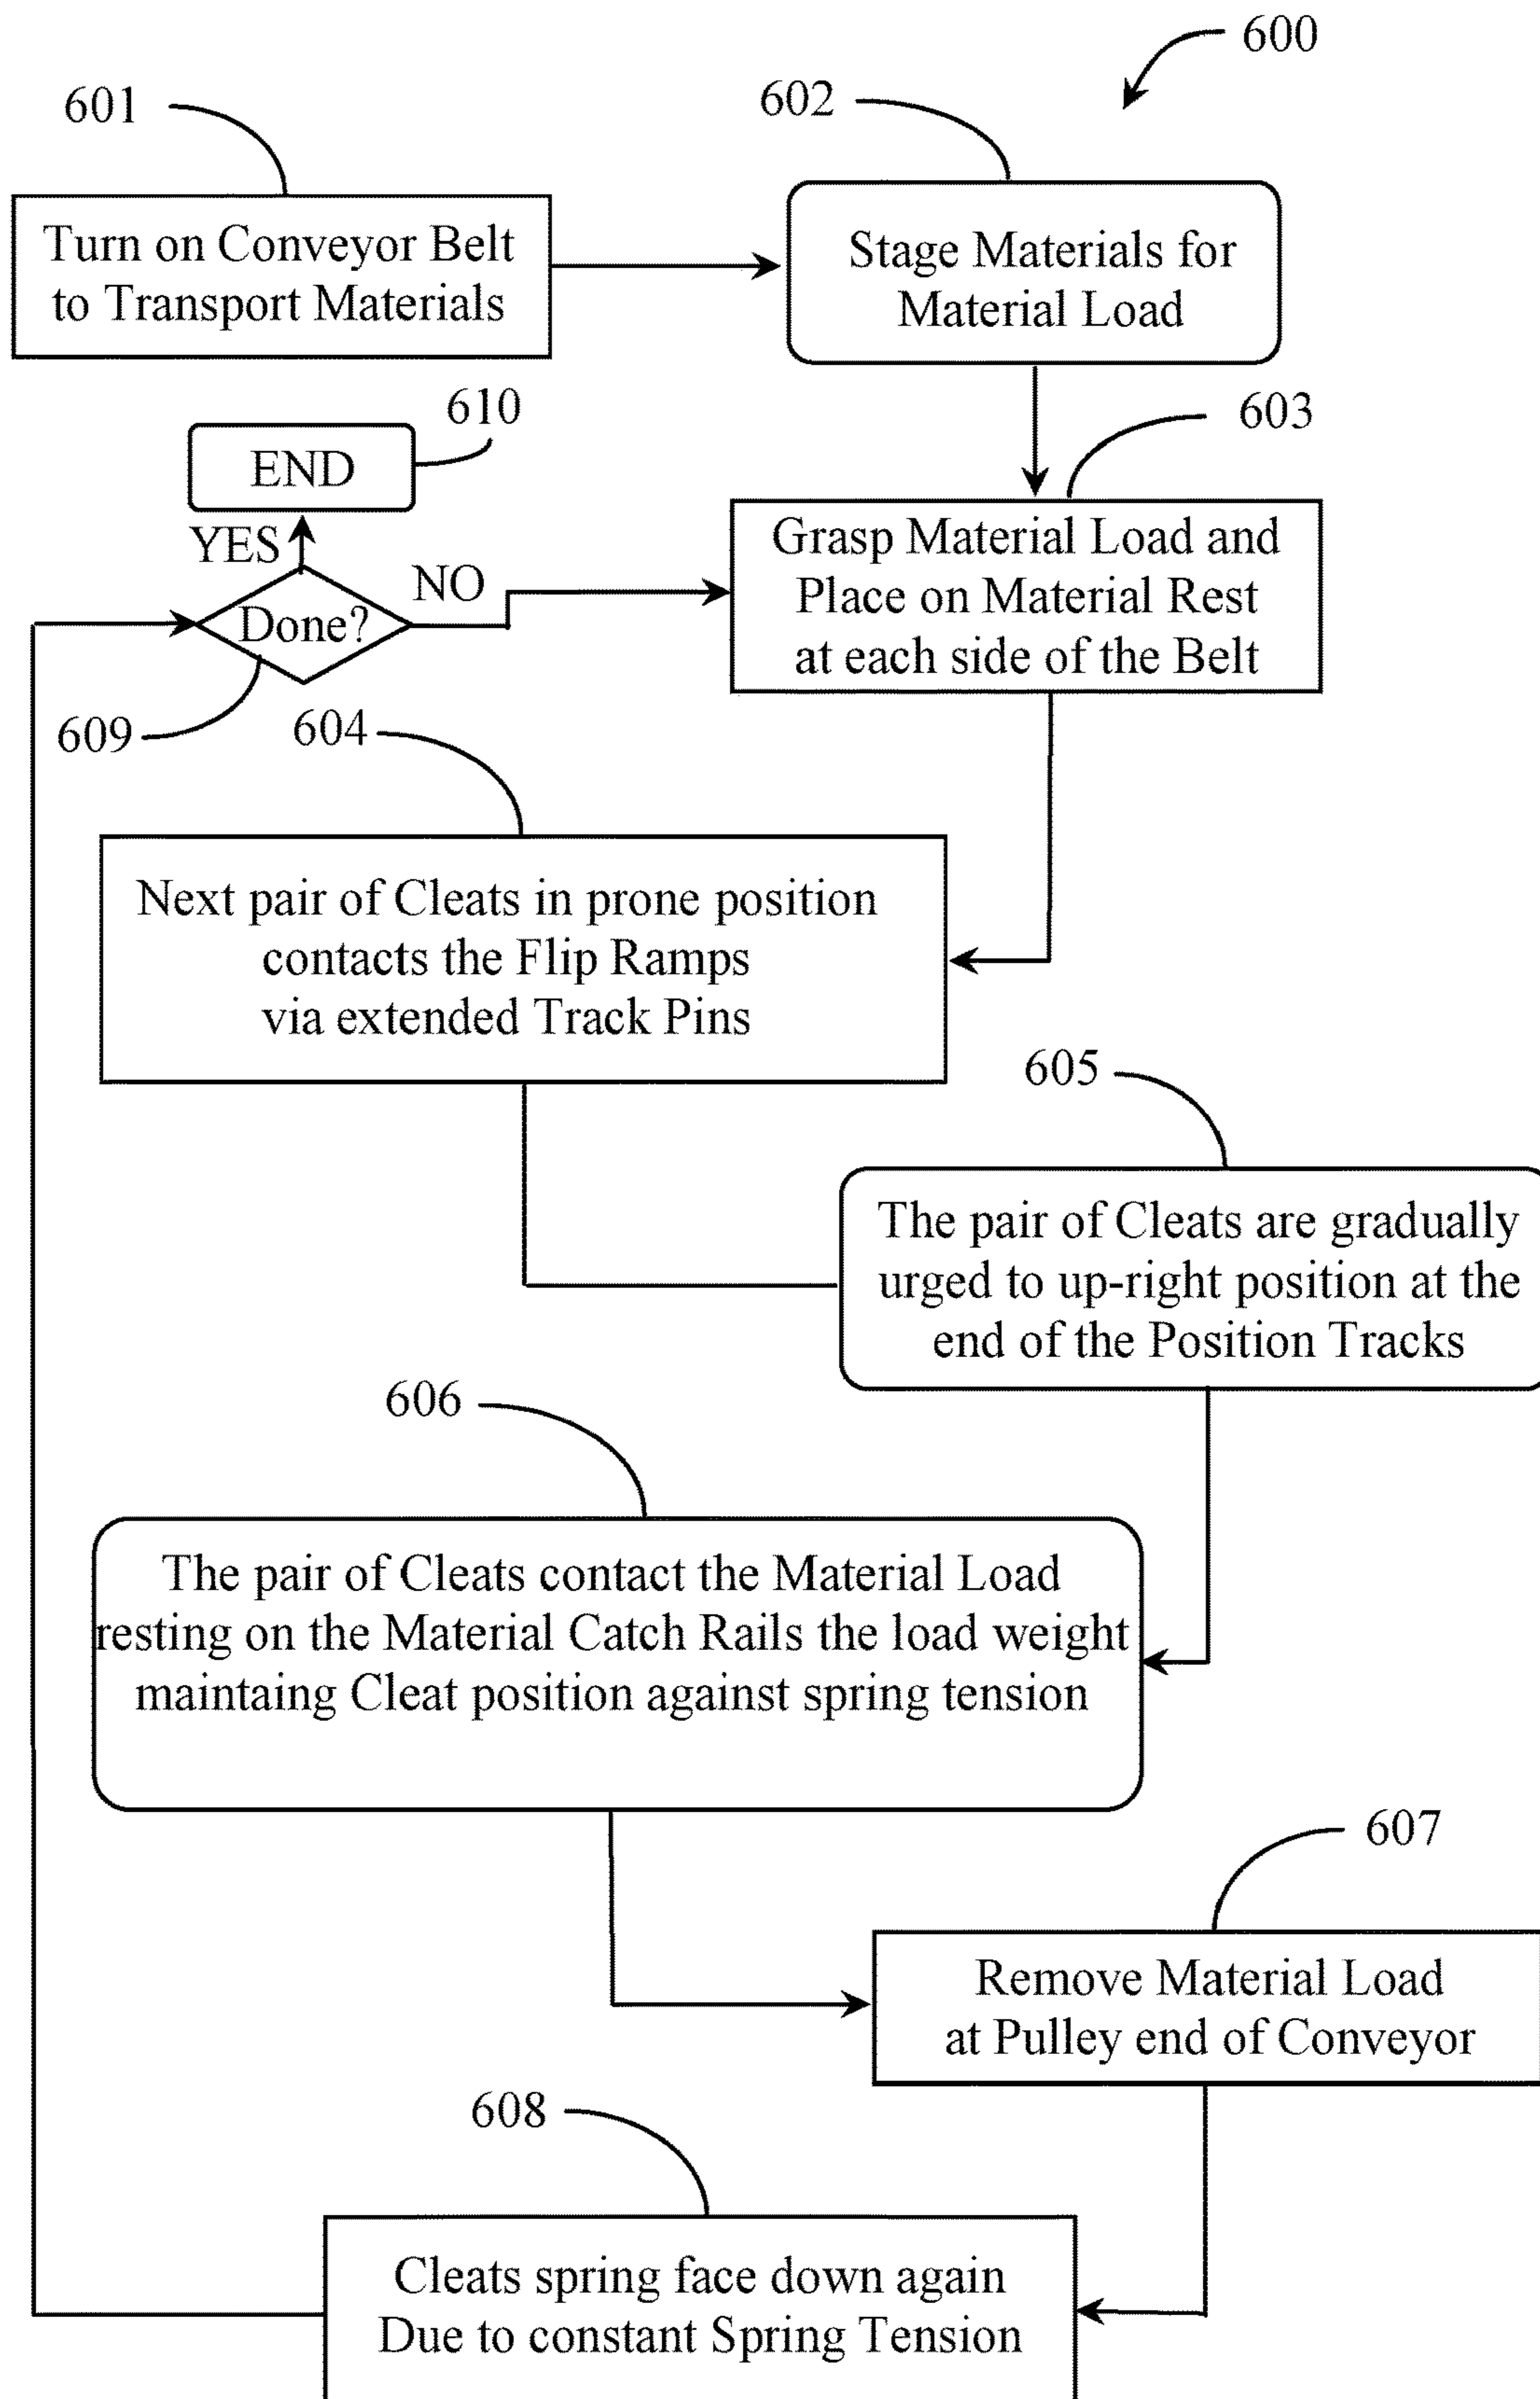 600
601
602
Turn on Conveyor Belt
to Transport Materials
Stage Materials for
Material Load
610
603
END
YES
NO
Done?
Grasp Material Load and
Place on Material Rest
at each side of the Belt
609
604
Next pair of Cleats in prone position
contacts the Flip Ramps
via extended Track Pins
605
The pair of Cleats are gradually
urged to up-right position at the
end of the Position Tracks
606
The pair of Cleats contact the Material Load
resting on the Material Catch Rails the load weight
maintaing Cleat position against spring tension
607
Remove Material Load
at Pulley end of Conveyor
608
Cleats spring face down again
Due to constant Spring Tension